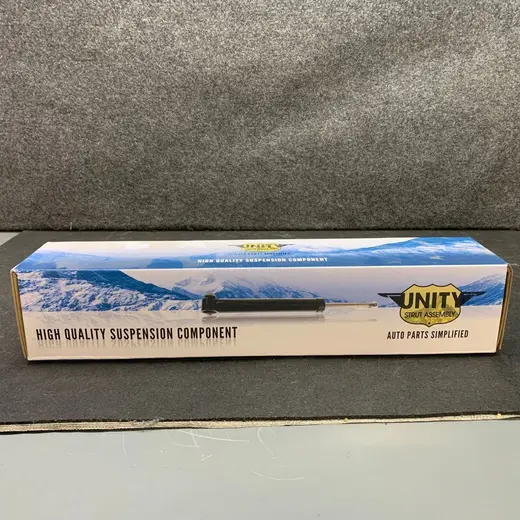 UNITY
HIGH QUALITY SUSPENSION COMPONENT
UNITY
STRUT ASSEMBLY
HIGH QUALITY SUSPENSION COMPONENT
AUTO PARTS SIMPLIFIED